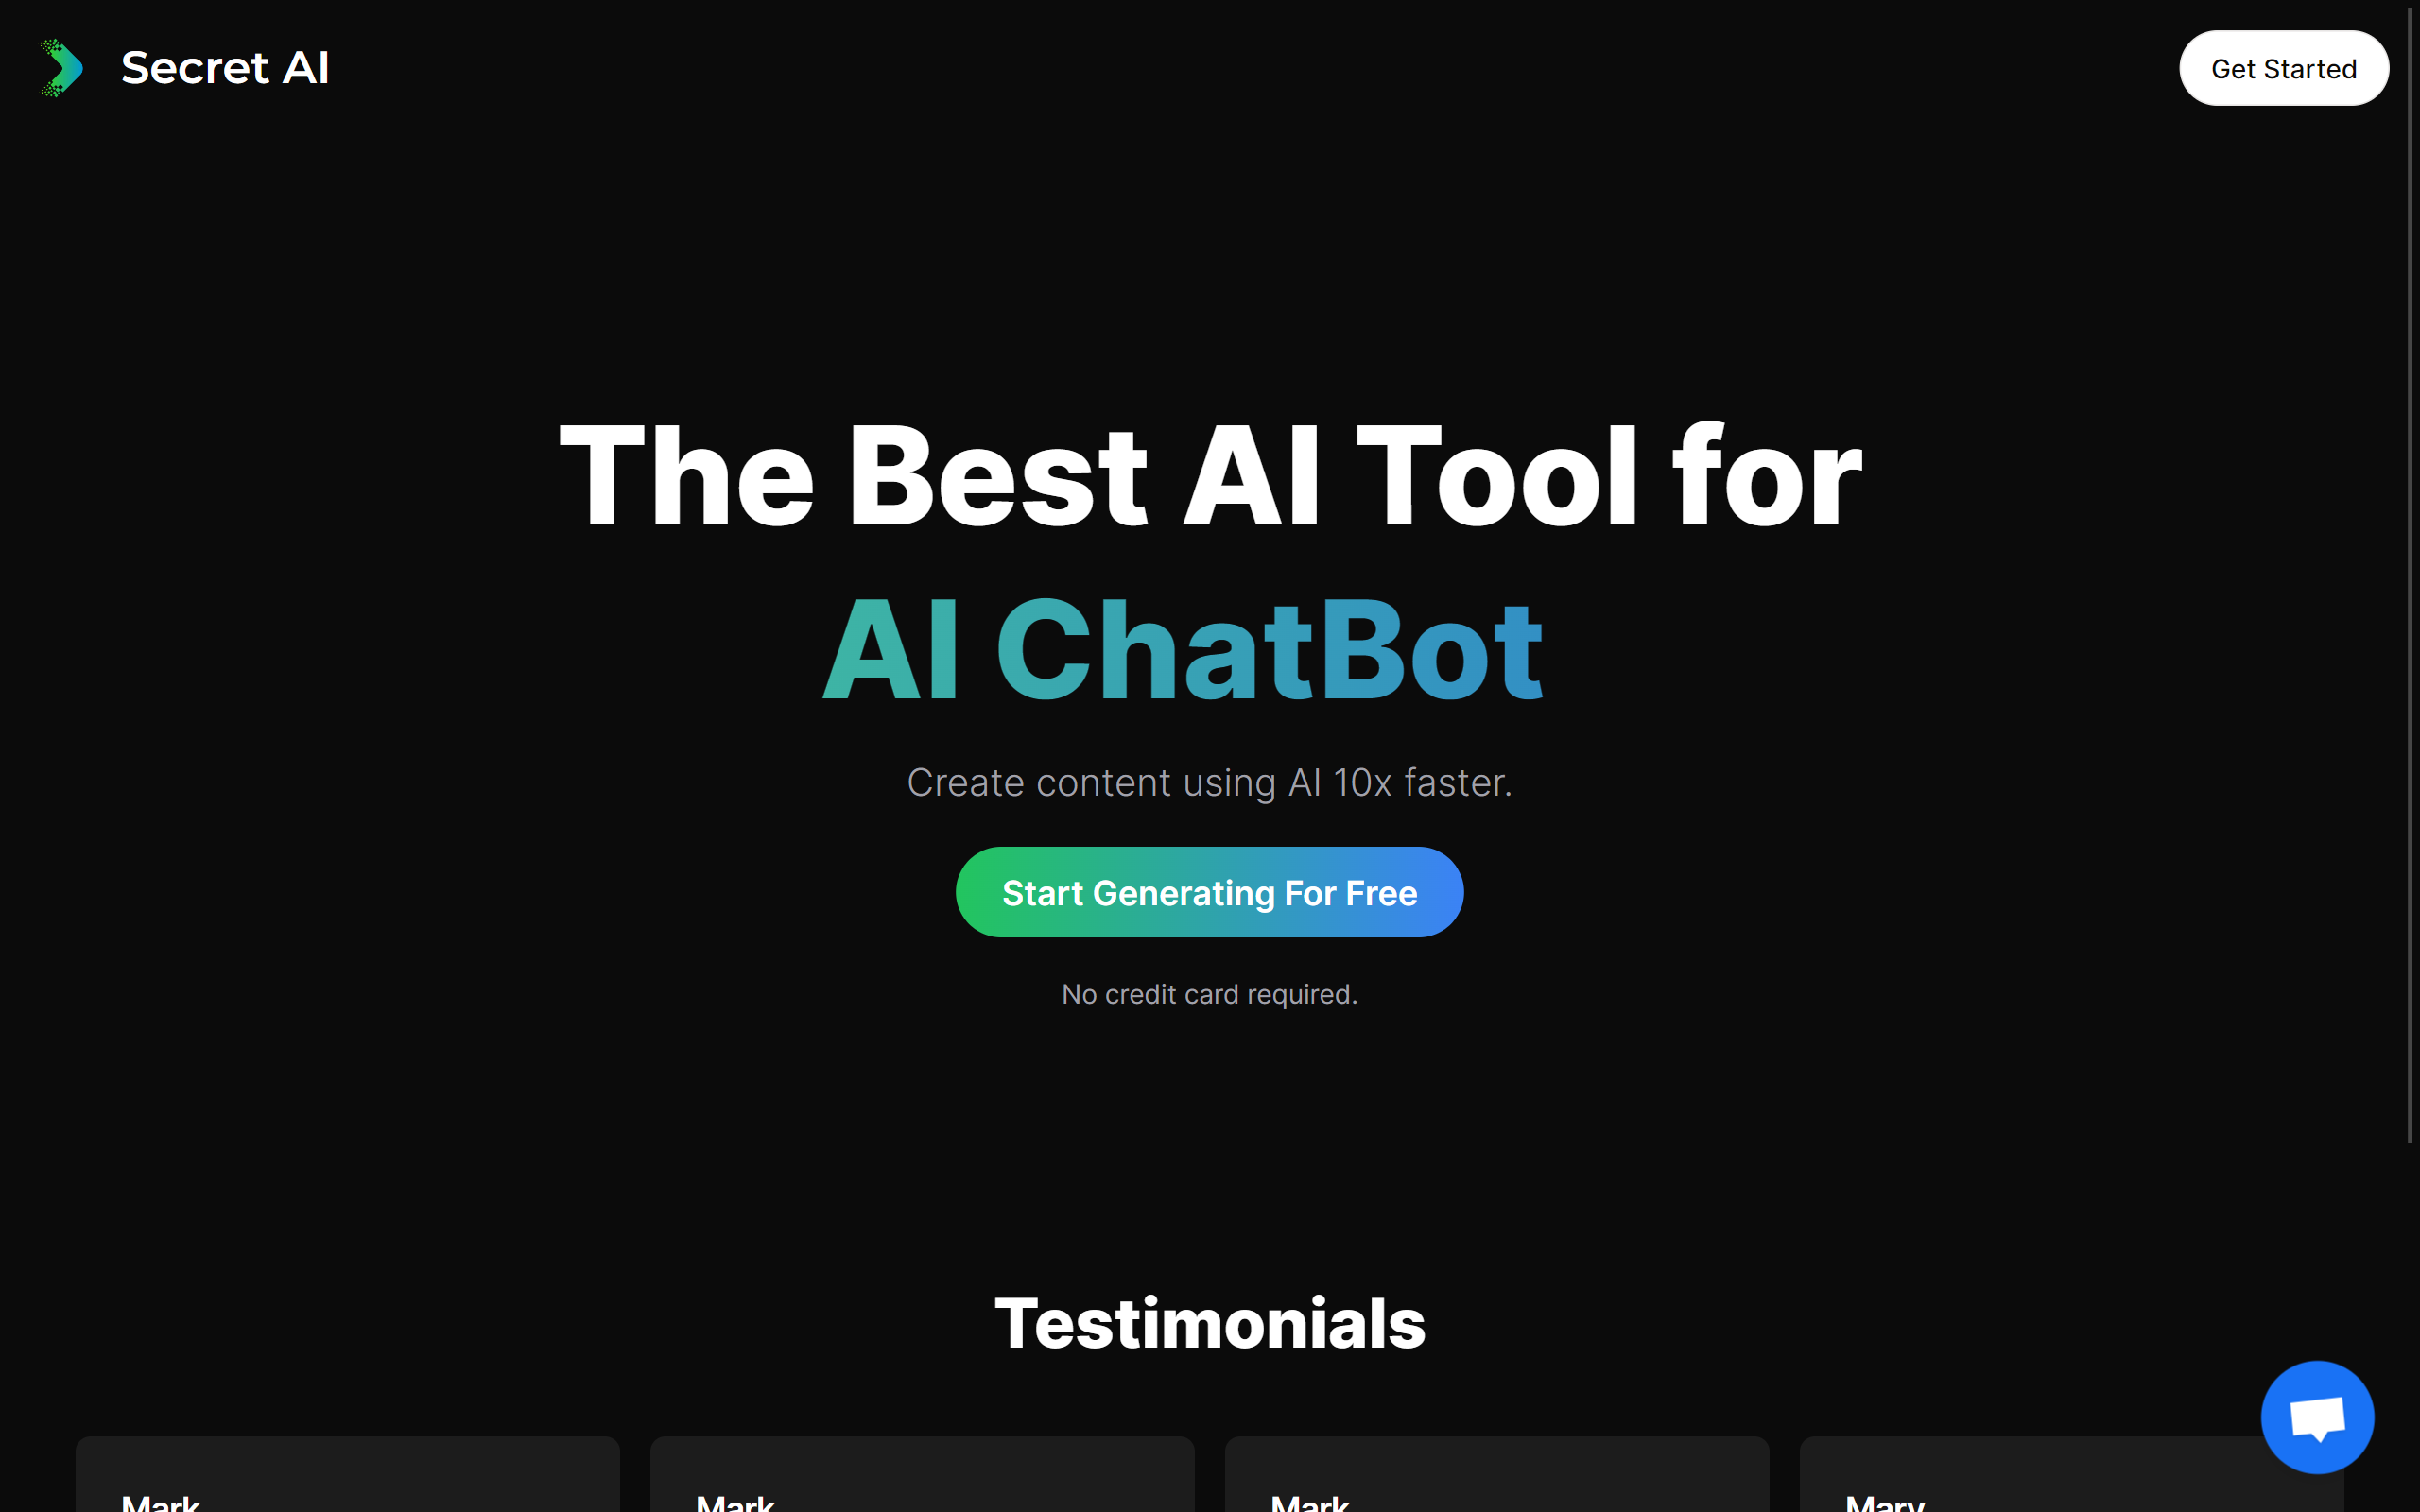 Secret AI
Get Started
The Best AI Tool for
AI ChatBot
Create content using AI 10x faster.
Start Generating For Free
No credit card required.
Testimonials
Mark
Mark
Mark
Mary